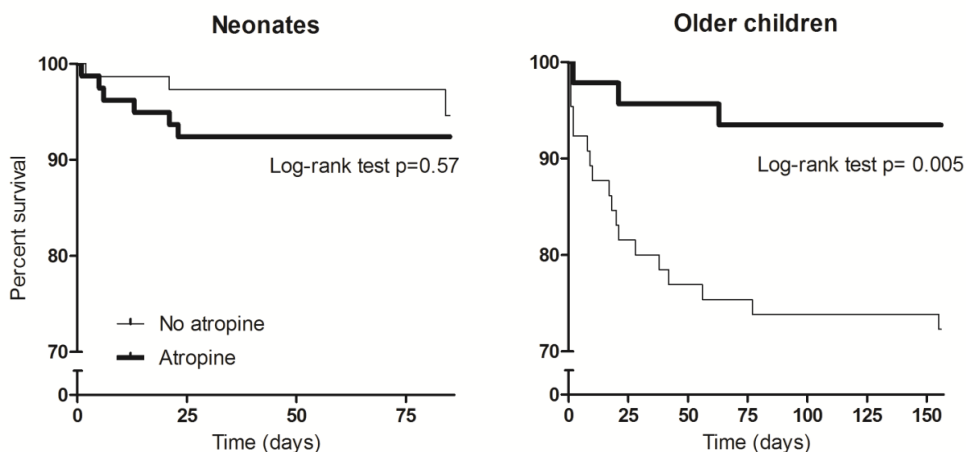 Neonates
100
90
80
70
0
Percent survival
Log-rank test p=0.57
No atropine
Atropine
0 25 50 75
Time (days)
Older children
100
90
80
70
0
Log-rank test p= 0.005
0 25 50 75 100 125 150
Time (days)